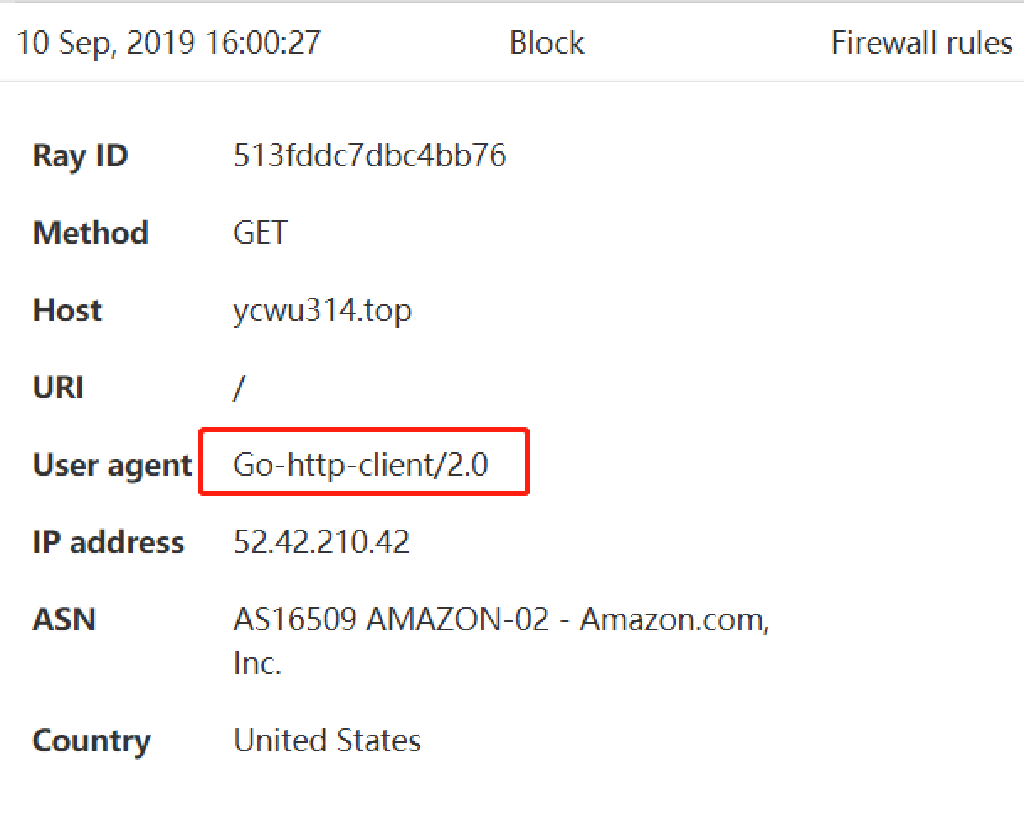 10 Sep, 2019 16:00:27 Block Firewall rules
Ray ID 513fddc7dbc4bb76
Method GET
Host ycwu314.top
URI /
User agent Go-http-client/2.0
IP address 52.42.210.42
ASN AS16509 AMAZON-02 - Amazon.com,
Inc.
Country United States